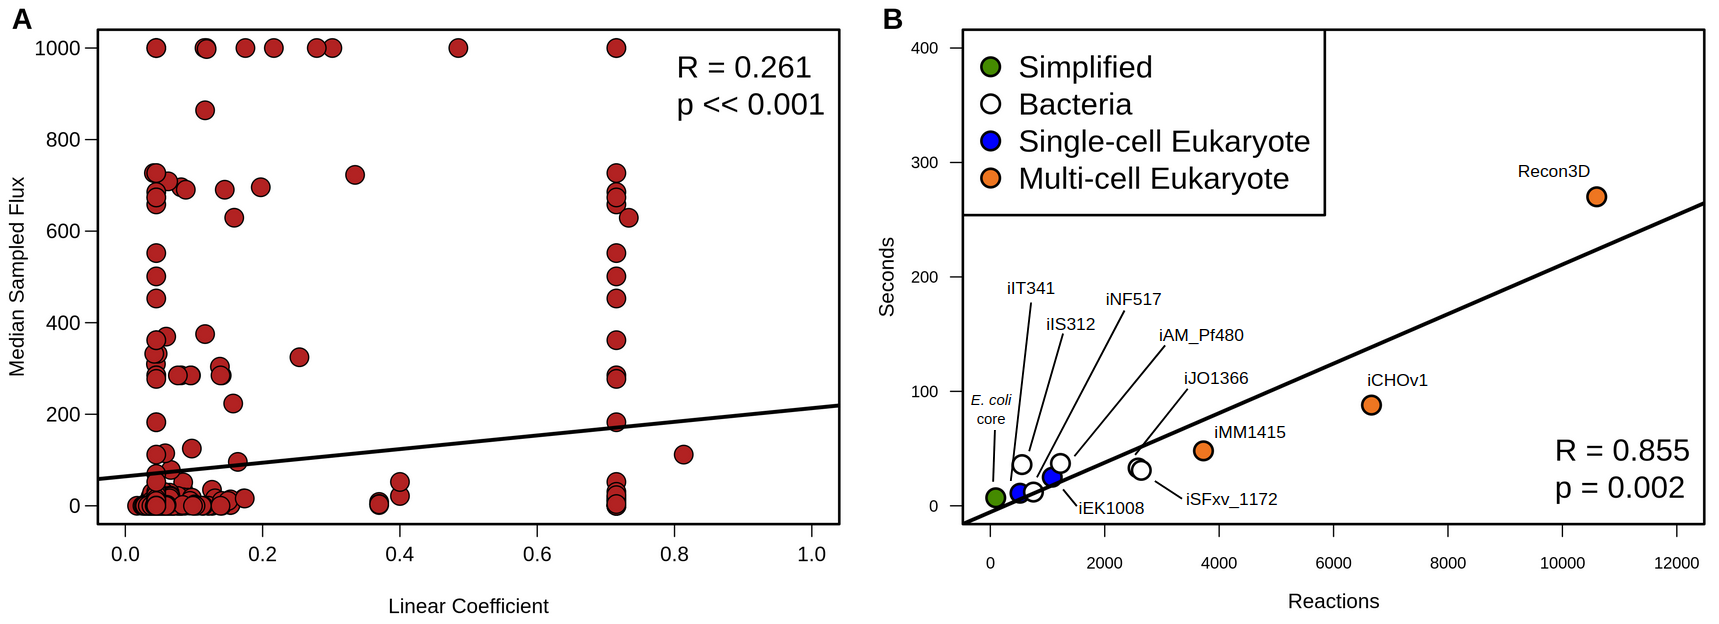 A
1000
800
600
400
200
0
Median Sampled Flux
R = 0.261
p << 0.001
0.0 0.2 0.4 0.6 0.8 1.0
Linear Coefficient
B
400
300
200
100
0
Seconds
Simplified
Bacteria
Single-cell Eukaryote
Multi-cell Eukaryote
Recon3D
iIT341
iNF517
iIS312
iAM_Pf480
iJO1366
iCHOv1
E. coli
core
iMM1415
iSFxv_1172
iEK1008
R = 0.855
p = 0.002
0 2000 4000 6000 8000 10000 12000
Reactions